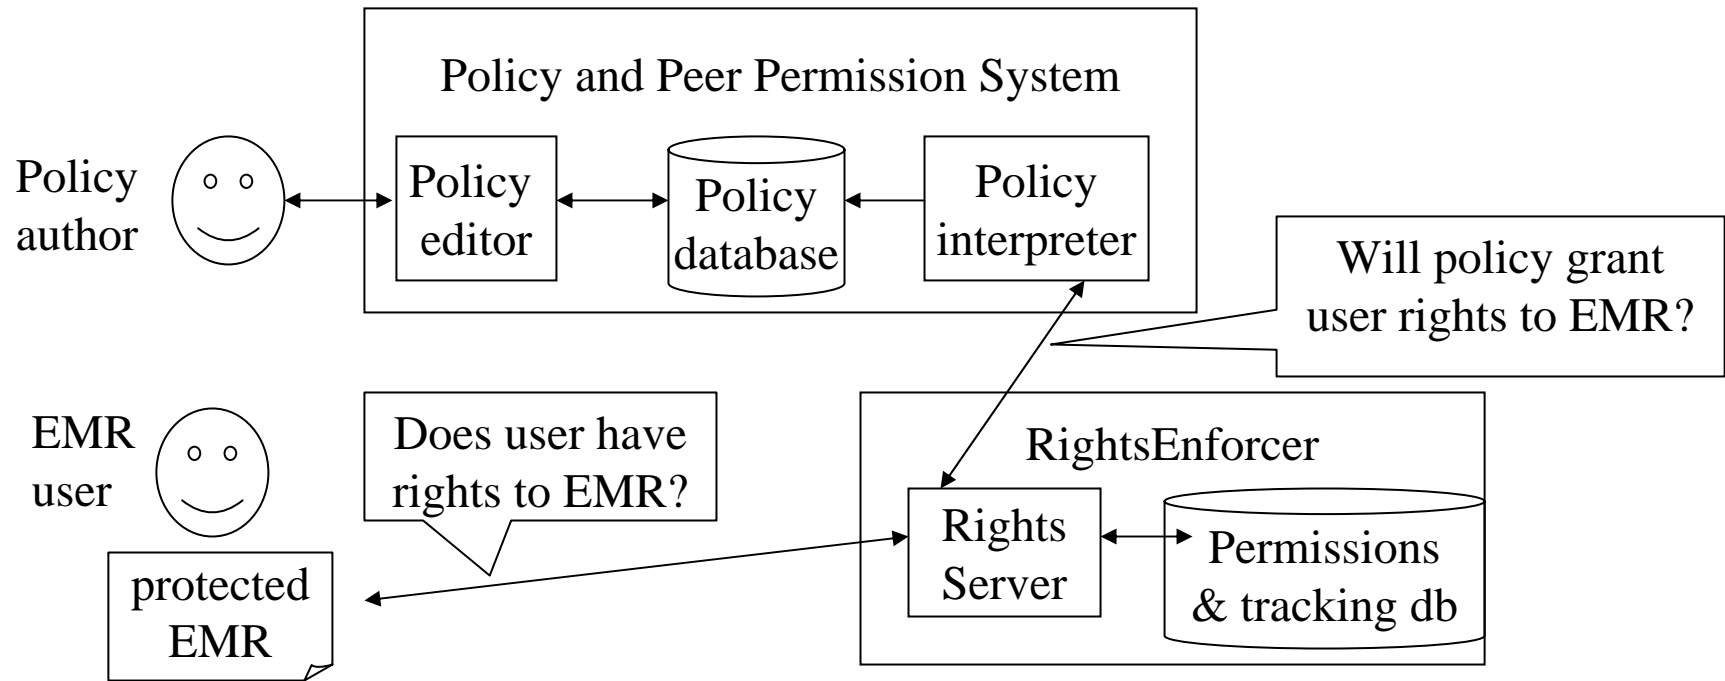 Policy and Peer Permission System
Policy
author
Policy
editor
Policy
database
Policy
interpreter
Will policy grant
user rights to EMR?
EMR
user
Does user have
rights to EMR?
RightsEnforcer
Rights
Server
Permissions
& tracking db
protected
EMR